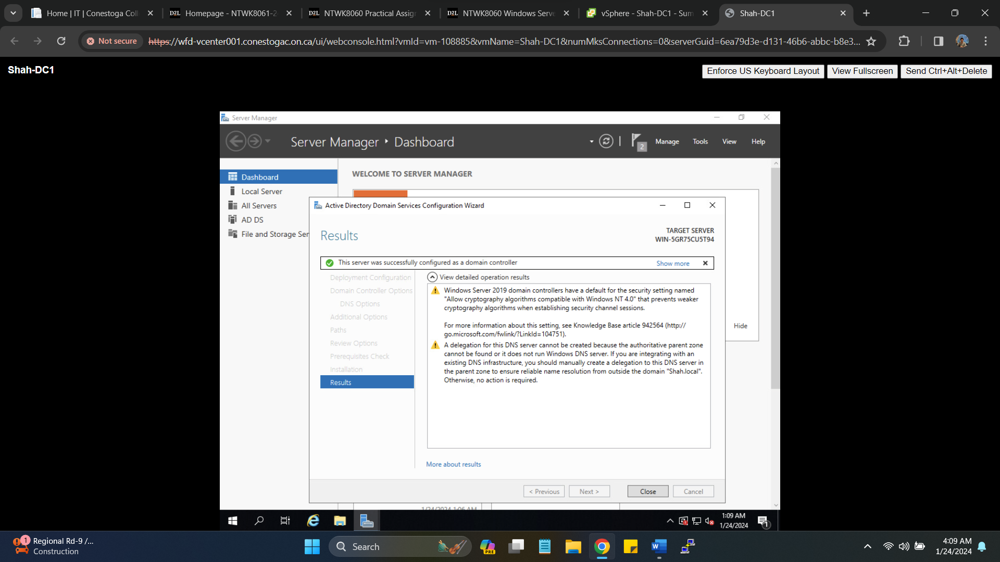 Home | IT | Conestoga Coll
Homepage - NTWK8061-2
NTWK8060 Practical Assig
NTWK8060 Windows Serve
vSphere - Shah-DC1 - Sum
Shah-DC1
Not secure
https://wfd-vcenter001.conestogac.on.ca/ui/webconsole.html?vmId=vm-108885&vmName=Shah-DC1&numMksConnections=0&serverGuid=6ea79d3e-d131-46b6-abbc-b8e3...
Shah-DC1
Enforce US Keyboard Layout
View Fullscreen
Send Ctrl+Alt+Delete
Server Manager
Server Manager
Dashboard
2
Manage
Tools
View
Help
Dashboard
Local Server
All Servers
AD DS
File and Storage Ser
WELCOME TO SERVER MANAGER
Active Directory Domain Services Configuration Wizard
Results
TARGET SERVER
WIN-5GR75CU5T94
This server was successfully configured as a domain controller
Show more
Deployment Configuration
Domain Controller Options
DNS Options
Additional Options
Paths
Review Options
Prerequisites Check
Installation
Results
View detailed operation results
Windows Server 2019 domain controllers have a default for the security setting named
"Allow cryptography algorithms compatible with Windows NT 4.0" that prevents weaker
cryptography algorithms when establishing security channel sessions.
For more information about this setting, see Knowledge Base article 942564 (http://
go.microsoft.com/fwlink/?LinkId=104751).
A delegation for this DNS server cannot be created because the authoritative parent zone
cannot be found or it does not run Windows DNS server. If you are integrating with an
existing DNS infrastructure, you should manually create a delegation to this DNS server in
the parent zone to ensure reliable name resolution from outside the domain "Shah.local".
Otherwise, no action is required.
Hide
More about results
< Previous
Next >
Close
Cancel
1/24/2024 1:06 AM
1:09 AM
1/24/2024
1
1
Regional Rd-9 /...
Construction
Search
PRE
4:09 AM
1/24/2024